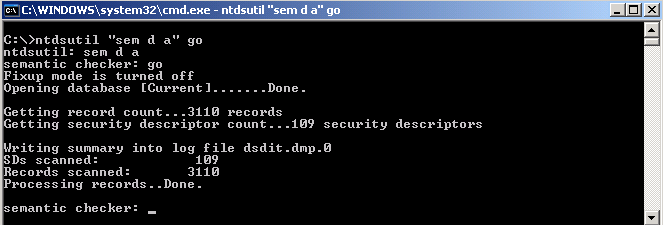 C:\WINDOWS\system32\cmd.exe - ntdsutil "sem d a" go
C:\>ntdsutil "sem d a" go
ntdsutil: sem d a
semantic checker: go
Fixup mode is turned off
Opening database [Current].......Done.
Getting record count...3110 records
Getting security descriptor count...109 security descriptors
Writing summary into log file dsdit.dmp.0
SDs scanned:             109
Records scanned:        3110
Processing records..Done.
semantic checker: _